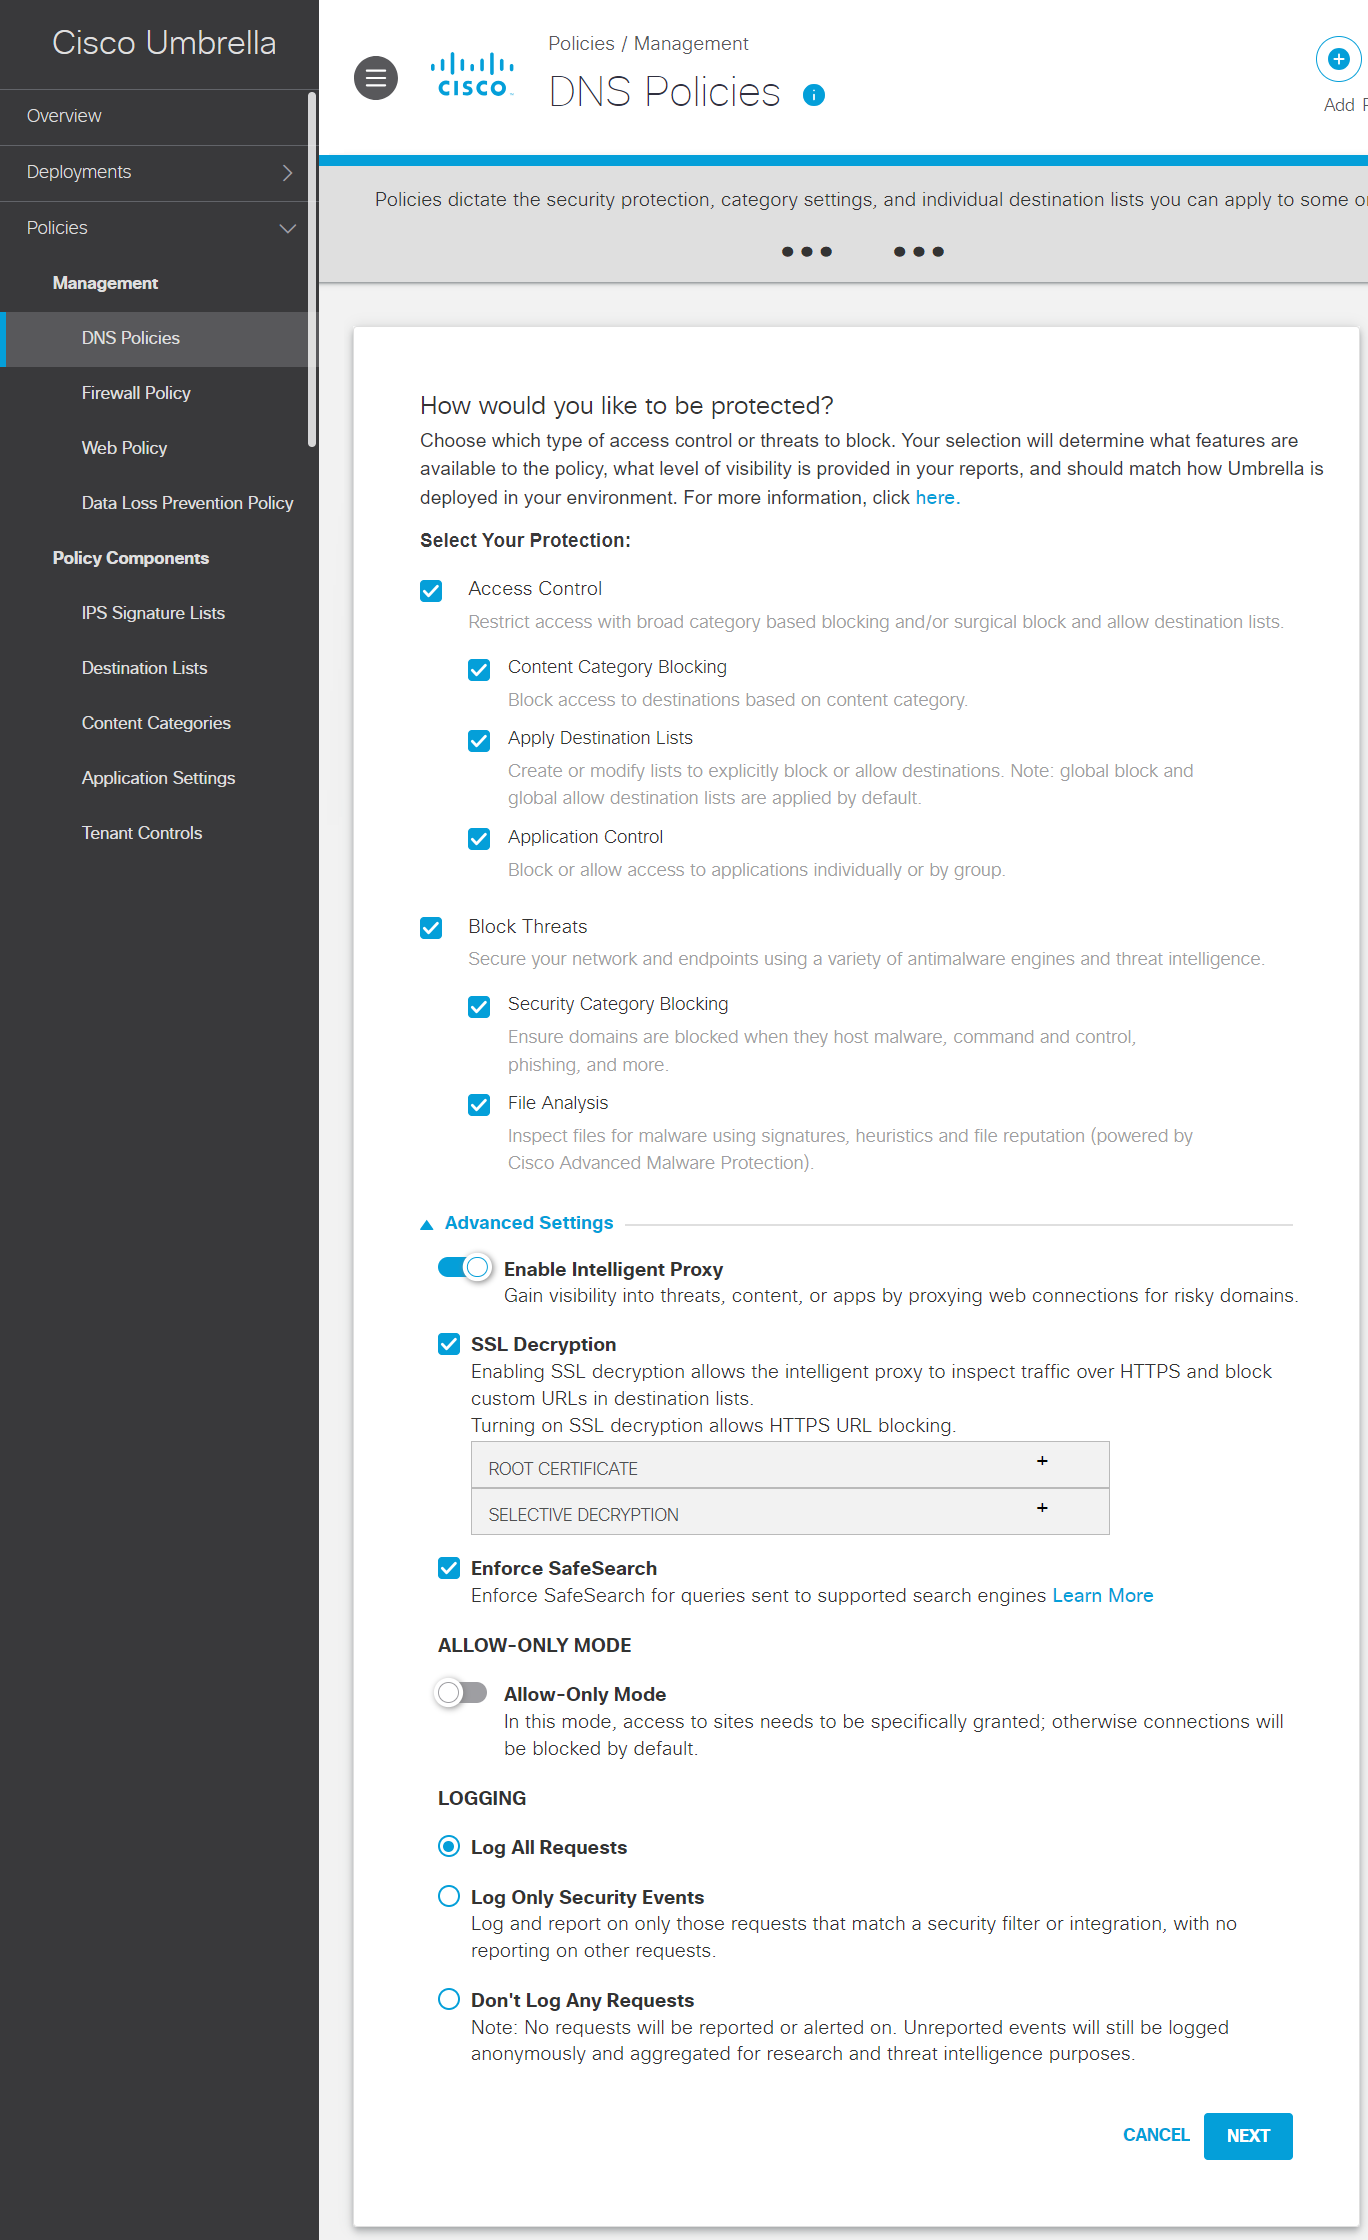 Cisco Umbrella
Overview
Deployments
Policies
Management
DNS Policies
Firewall Policy
Web Policy
Data Loss Prevention Policy
Policy Components
IPS Signature Lists
Destination Lists
Content Categories
Application Settings
Tenant Controls
CISCO
Policies / Management
DNS Policies
i
Add
Policies dictate the security protection, category settings, and individual destination lists you can apply to some
How would you like to be protected?
Choose which type of access control or threats to block. Your selection will determine what features are
available to the policy, what level of visibility is provided in your reports, and should match how Umbrella is
deployed in your environment. For more information, click here.
Select Your Protection:
Access Control
Restrict access with broad category based blocking and/or surgical block and allow destination lists.
Content Category Blocking
Block access to destinations based on content category.
Apply Destination Lists
Create or modify lists to explicitly block or allow destinations. Note: global block and
global allow destination lists are applied by default.
Application Control
Block or allow access to applications individually or by group.
Block Threats
Secure your network and endpoints using a variety of antimalware engines and threat intelligence.
Security Category Blocking
Ensure domains are blocked when they host malware, command and control,
phishing, and more.
File Analysis
Inspect files for malware using signatures, heuristics and file reputation (powered by
Cisco Advanced Malware Protection).
Advanced Settings
Enable Intelligent Proxy
Gain visibility into threats, content, or apps by proxying web connections for risky domains.
SSL Decryption
Enabling SSL decryption allows the intelligent proxy to inspect traffic over HTTPS and block
custom URLs in destination lists.
Turning on SSL decryption allows HTTPS URL blocking.
ROOT CERTIFICATE +
SELECTIVE DECRYPTION +
Enforce SafeSearch
Enforce SafeSearch for queries sent to supported search engines Learn More
ALLOW-ONLY MODE
Allow-Only Mode
In this mode, access to sites needs to be specifically granted; otherwise connections will
be blocked by default.
LOGGING
Log All Requests
Log Only Security Events
Log and report on only those requests that match a security filter or integration, with no
reporting on other requests.
Don't Log Any Requests
Note: No requests will be reported or alerted on. Unreported events will still be logged
anonymously and aggregated for research and threat intelligence purposes.
CANCEL NEXT